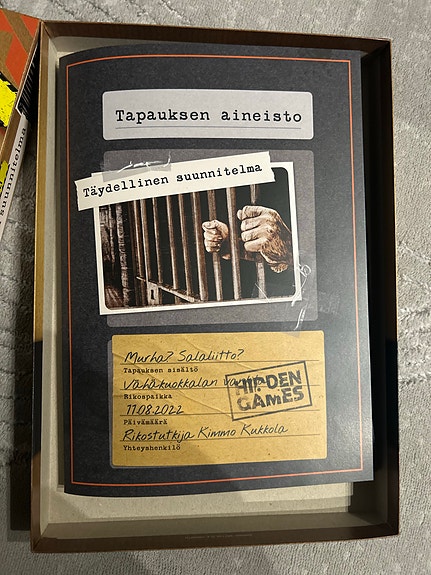 Tapauksen aineisto
Täydellinen suunnitelma
Murha? Salaliitto?
Tapauksen sisältö
Vähäkuokkalan
Rikospaikka
HIDDEN
GAMES
11.08.2022
Päivämäärä
Rikostutkija Kimmo Kukkola
Yhteyshenkilö
suunnitelma